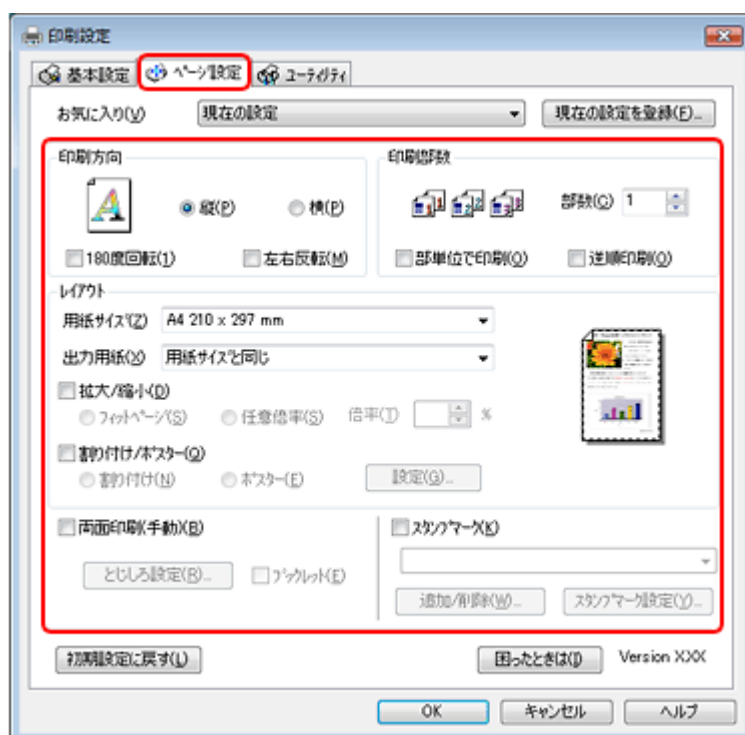 印刷設定
基本設定 ページ設定 ユーティリティ
お気に入り(V) 現在の設定 現在の設定を登録(F)...
印刷方向
縦(P) 横(P)
180度回転(1) 左右反転(M)
印刷部数
部数(C) 1
部単位で印刷(O) 逆順印刷(O)
レイアウト
用紙サイズ(Z) A4 210 x 297 mm
出力用紙(X) 用紙サイズと同じ
拡大/縮小(D)
フィットページ(S) 任意倍率(S) 倍率(T) %
割り付け/ポスター(Q)
割り付け(N) ポスター(E) 設定(G)...
両面印刷(手動)(B)
とじしろ設定(R)... ブックレット(E)
スタンプマーク(K)
追加/削除(W)... スタンプマーク設定(Y)...
初期設定に戻す(L) 困ったときは(I) Version XXX
OK キャンセル ヘルプ